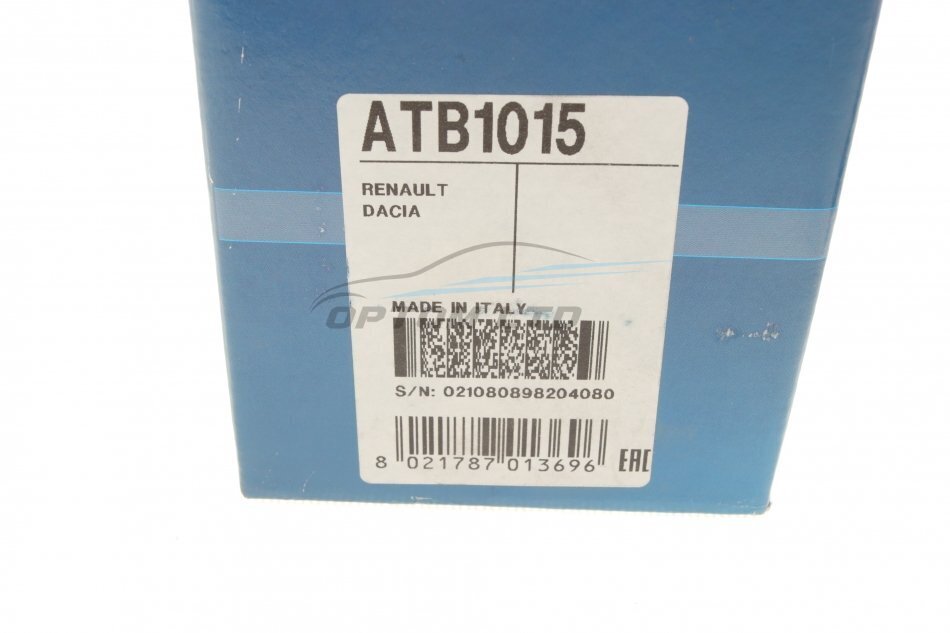 ATB1015
RENAULT
DACIA
MADE IN ITALY
S/N: 021080898204080
8 021787 013696
EAC